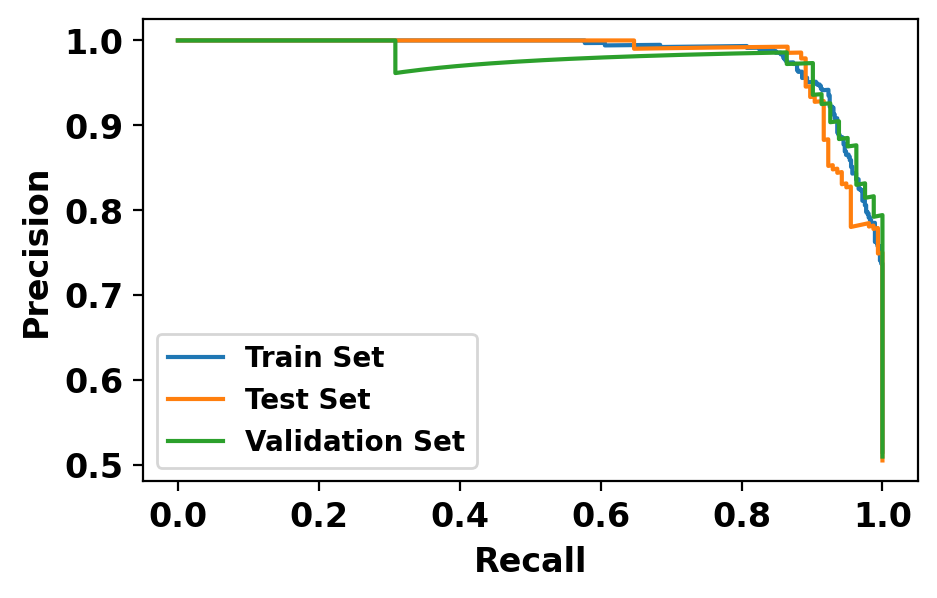 1.0
0.9
0.8
0.7
0.6
0.5
Precision
Train Set
Test Set
Validation Set
0.0 0.2 0.4 0.6 0.8 1.0
Recall